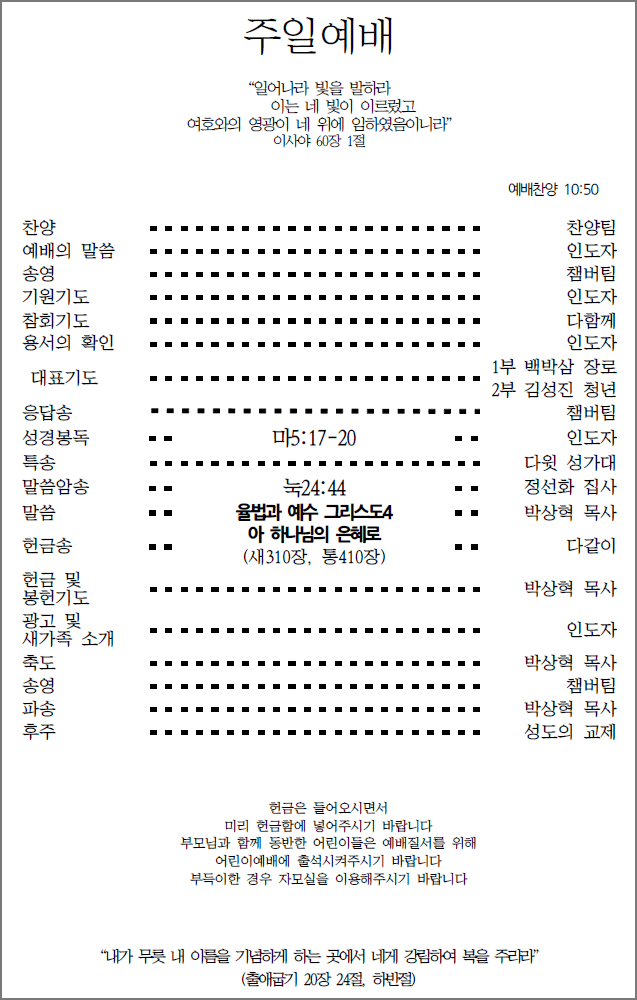 주일예배
“일어나라 빛을 발하라
이는 네 빛이 이르렀고
여호와의 영광이 네 위에 임하였음이니라”
이사야 60장 1절
예배찬양 10:50
찬양 찬양팀
예배의 말씀 인도자
송영 챔버팀
기원기도 인도자
참회기도 다함께
용서의 확인 인도자
대표기도 1부 백박삼 장로
2부 김성진 청년
응답송 챔버팀
성경봉독 마5:17-20 인도자
특송 다윗 성가대
말씀암송 눅24:44 정선화 집사
말씀 율법과 예수 그리스도4 박상혁 목사
아 하나님의 은혜로
헌금송 (새310장, 통410장) 다같이
헌금 및
봉헌기도 박상혁 목사
광고 및
새가족 소개 인도자
축도 박상혁 목사
송영 챔버팀
파송 박상혁 목사
후주 성도의 교제
헌금은 들어오시면서
미리 헌금함에 넣어주시기 바랍니다
부모님과 함께 동반한 어린이들은 예배질서를 위해
어린이예배에 출석시켜주시기 바랍니다
부득이한 경우 자모실을 이용해주시기 바랍니다
“내가 무릇 내 이름을 기념하게 하는 곳에서 네게 강림하여 복을 주리라”
(출애굽기 20장 24절, 하반절)